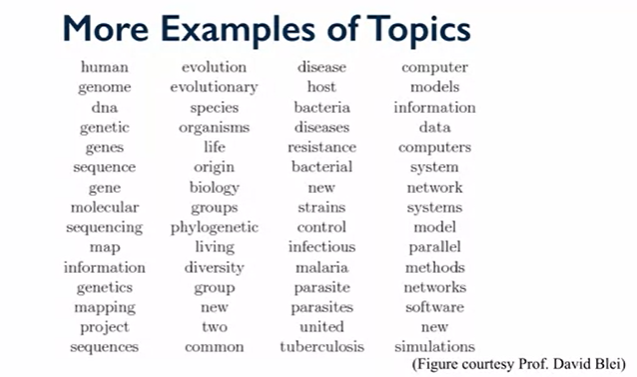 More Examples of Topics
human evolution disease computer
genome evolutionary host models
dna species bacteria information
genetic organisms diseases data
genes life resistance computers
sequence origin bacterial system
gene biology new network
molecular groups strains systems
sequencing phylogenetic control model
map living infectious parallel
information diversity malaria methods
genetics group parasite networks
mapping new parasites software
project two united new
sequences common tuberculosis simulations
(Figure courtesy Prof. David Blei)